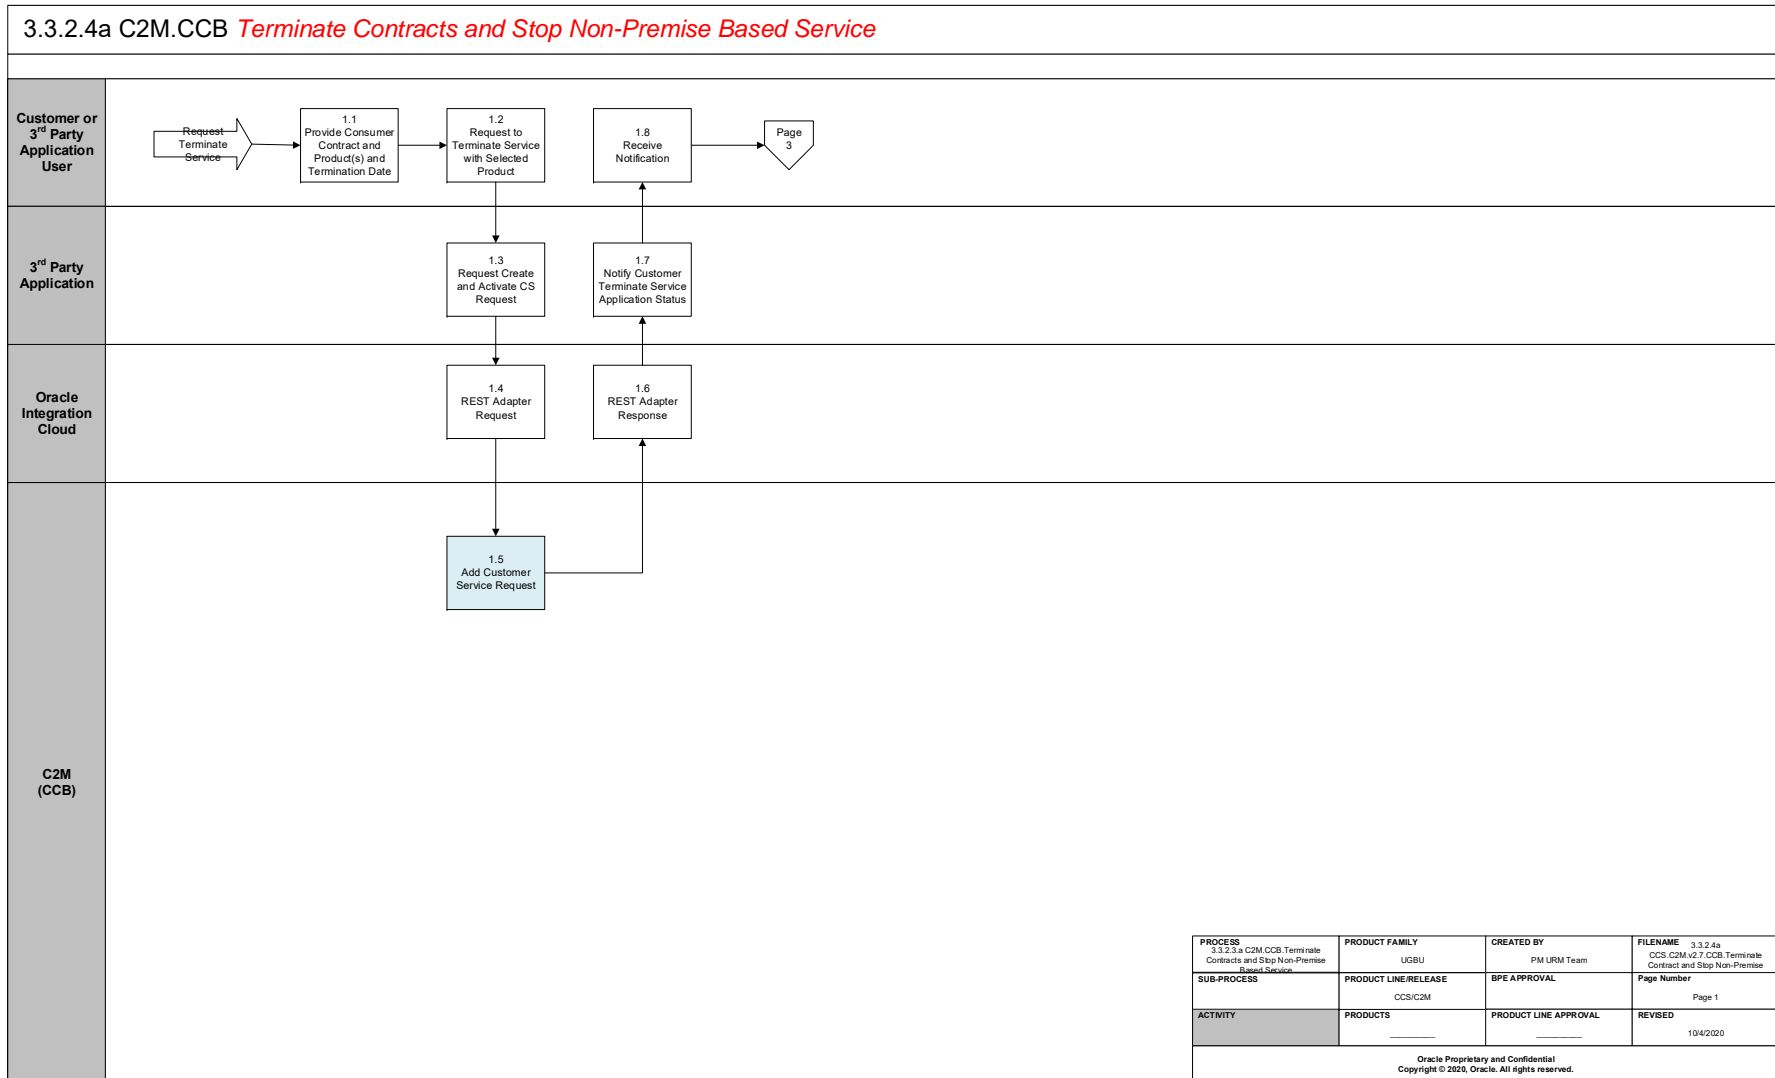 3.3.2.4a C2M.CCB Terminate Contracts and Stop Non-Premise Based Service
Customer or
3rd Party
Application
User
Request
Terminate
Service
1.1
Provide Consumer
Contract and
Product(s) and
Termination Date
1.2
Request to
Terminate Service
with Selected
Product
1.8
Receive
Notification
Page
3
3rd Party
Application
1.3
Request Create
and Activate CS
Request
1.7
Notify Customer
Terminate Service
Application Status
Oracle
Integration
Cloud
1.4
REST Adapter
Request
1.6
REST Adapter
Response
C2M
(CCB)
1.5
Add Customer
Service Request
PROCESS
3.3.2.3.a C2M.CCB.Terminate
Contracts and Stop Non-Premise
Based Service
PRODUCT FAMILY
UGBU
CREATED BY
PM URM Team
FILENAME 3.3.2.4a
CCS.C2M.v2.7.CCB.Terminate
Contract and Stop Non-Premise
SUB-PROCESS
PRODUCT LINE/RELEASE
CCS/C2M
BPE APPROVAL
Page Number
Page 1
ACTIVITY
PRODUCTS
PRODUCT LINE APPROVAL
REVISED
10/4/2020
Oracle Proprietary and Confidential
Copyright © 2020, Oracle. All rights reserved.